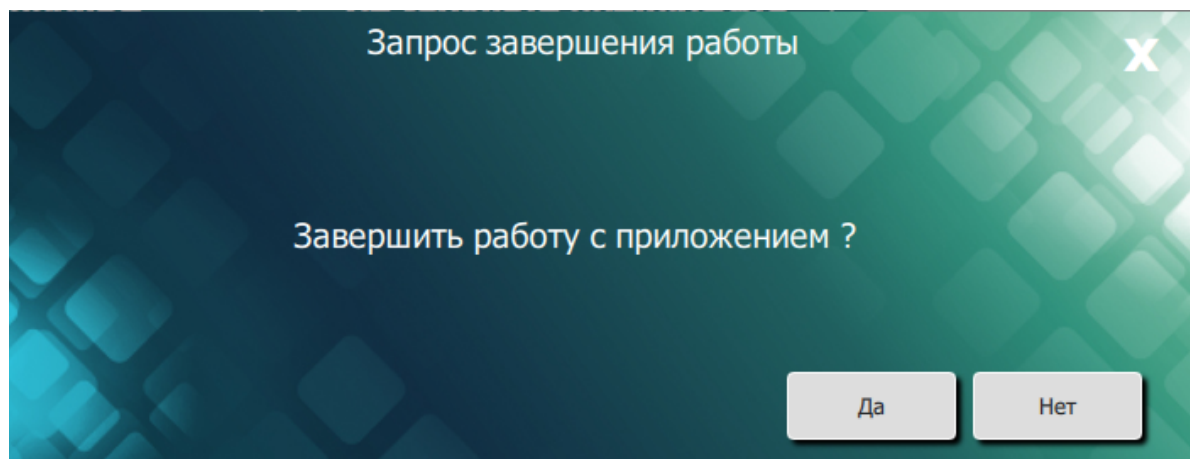 Запрос завершения работы
X
Завершить работу с приложением ?
Да
Нет